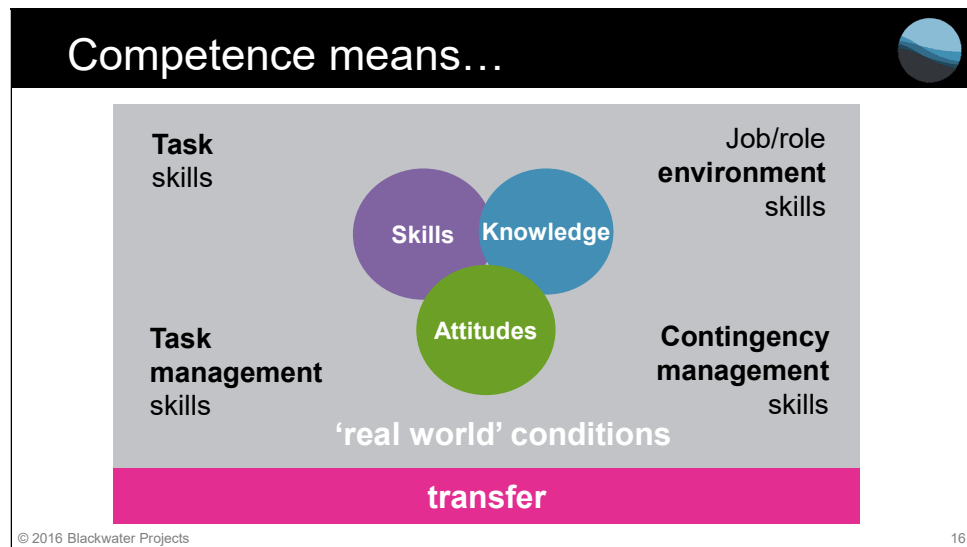 Competence means…
Task
skills
Job/role
environment
skills
Skills
Knowledge
Attitudes
Task
management
skills
Contingency
management
skills
‘real world’ conditions
transfer
© 2016 Blackwater Projects
16